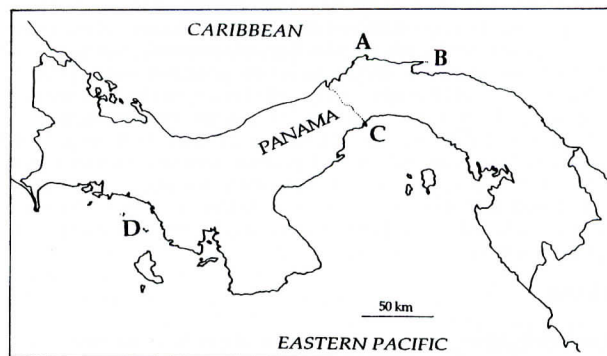 CARIBBEAN
A
B
PANAMA
C
D
50 km
EASTERN PACIFIC